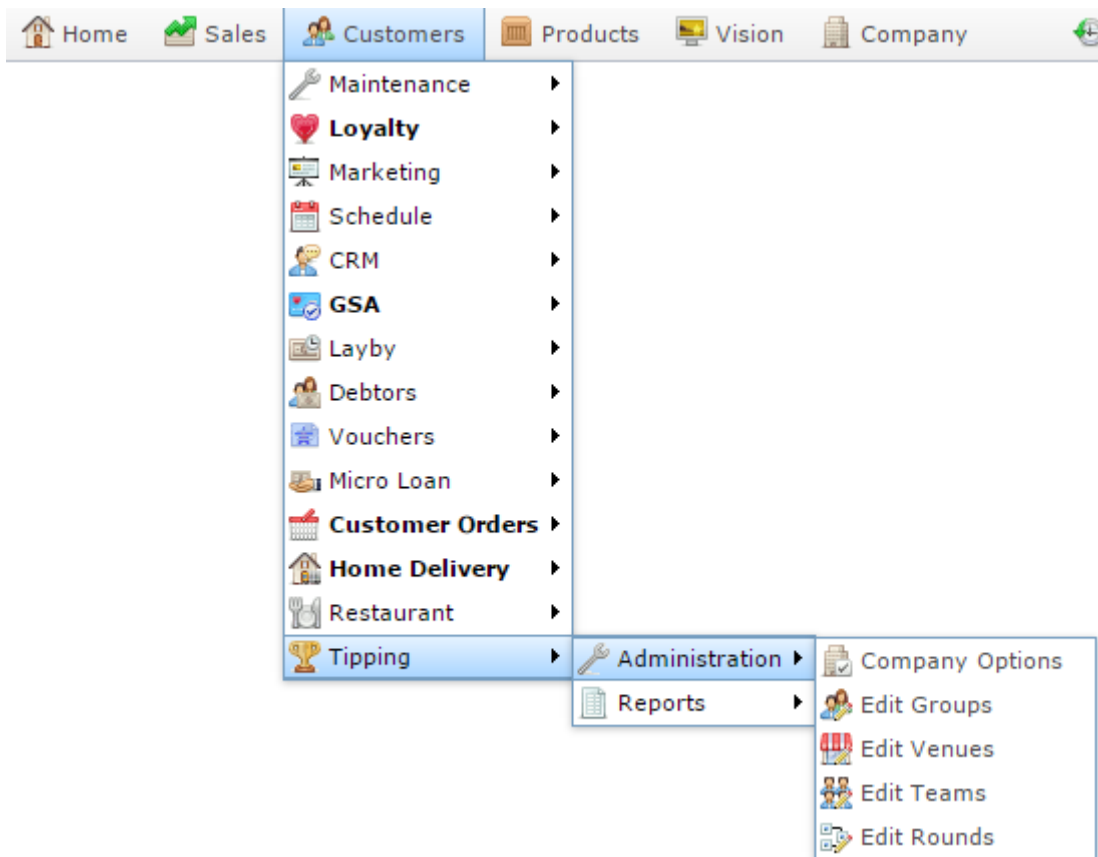 Home Sales Customers Products Vision Company
Maintenance
Loyalty
Marketing
Schedule
CRM
GSA
Layby
Debtors
Vouchers
Micro Loan
Customer Orders
Home Delivery
Restaurant
Tipping Administration Company Options
Reports Edit Groups
Edit Venues
Edit Teams
Edit Rounds